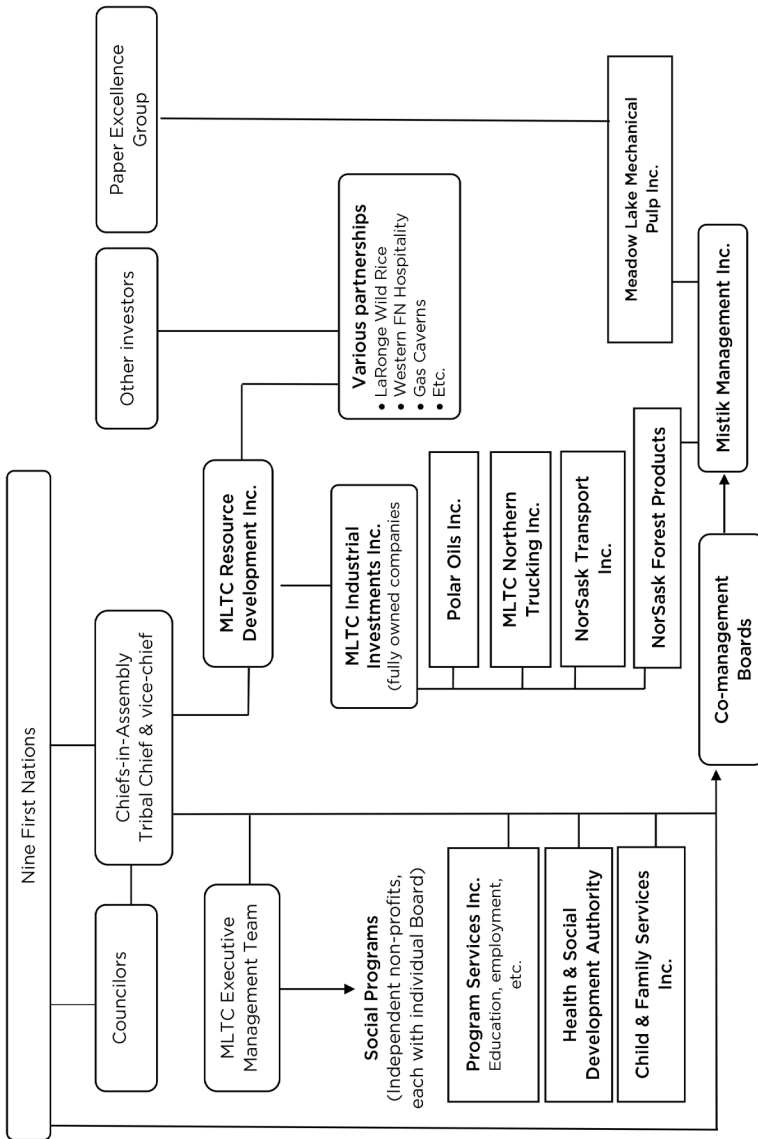 Nine First Nations
Councilors
Chiefs-in-Assembly
Tribal Chief & vice-chief
Other investors
Paper Excellence
Group
MLTC Executive
Management Team
MLTC Resource
Development Inc.
Various partnerships
• LaRonge Wild Rice
• Western FN Hospitality
• Gas Caverns
• Etc.
Social Programs
(Independent non-profits,
each with individual Board)
MLTC Industrial
Investments Inc.
(fully owned companies
Program Services Inc.
Education, employment,
etc.
Health & Social
Development Authority
Child & Family Services
Inc.
Polar Oils Inc.
MLTC Northern
Trucking Inc.
NorSask Transport
Inc.
NorSask Forest Products
Meadow Lake Mechanical
Pulp Inc.
Co-management
Boards
Mistik Management Inc.